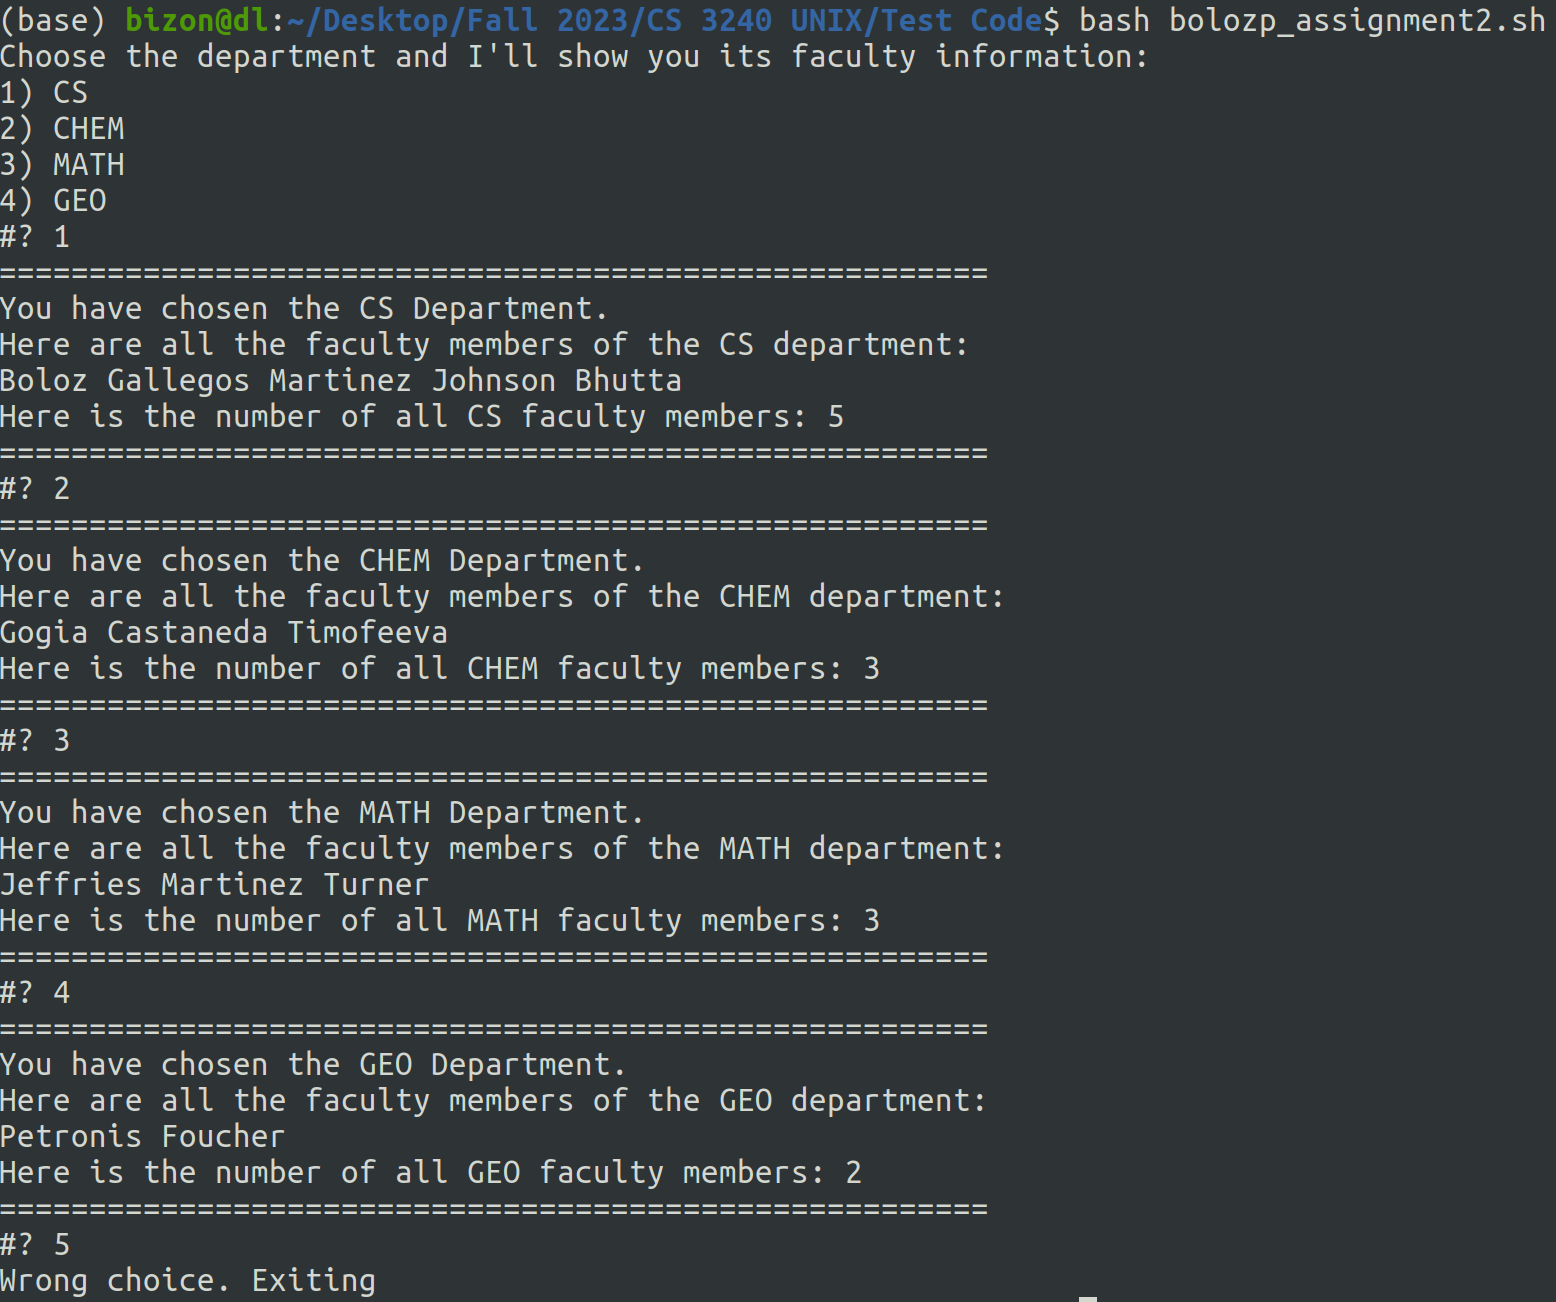 (base) bizon@dl:~/Desktop/Fall 2023/CS 3240 UNIX/Test Code$ bash bolozp_assignment2.sh
Choose the department and I'll show you its faculty information:
1) CS
2) CHEM
3) MATH
4) GEO
#? 1
=======================================================
You have chosen the CS Department.
Here are all the faculty members of the CS department:
Boloz Gallegos Martinez Johnson Bhutta
Here is the number of all CS faculty members: 5
=======================================================
#? 2
=======================================================
You have chosen the CHEM Department.
Here are all the faculty members of the CHEM department:
Gogia Castaneda Timofeeva
Here is the number of all CHEM faculty members: 3
=======================================================
#? 3
=======================================================
You have chosen the MATH Department.
Here are all the faculty members of the MATH department:
Jeffries Martinez Turner
Here is the number of all MATH faculty members: 3
=======================================================
#? 4
=======================================================
You have chosen the GEO Department.
Here are all the faculty members of the GEO department:
Petronis Foucher
Here is the number of all GEO faculty members: 2
=======================================================
#? 5
Wrong choice. Exiting